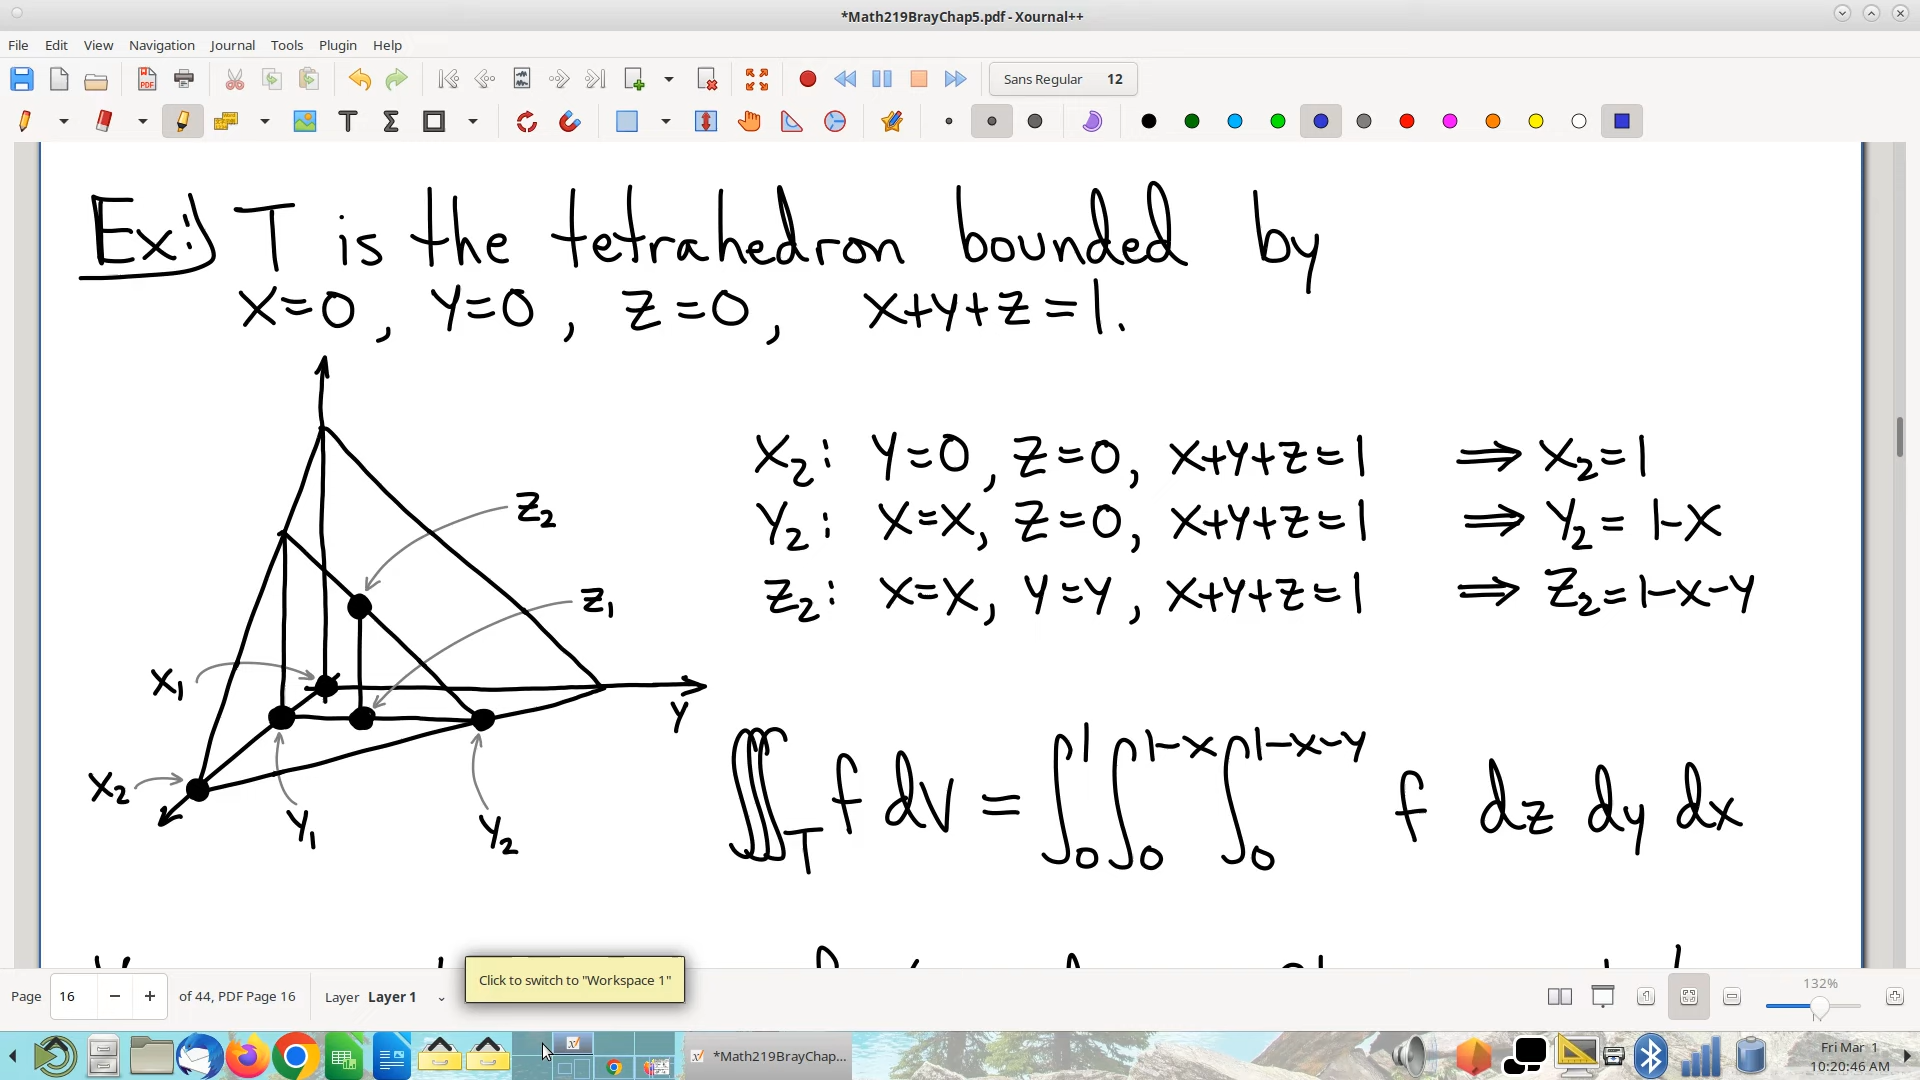 *Math219BrayChap5.pdf - Xournal++
File Edit View Navigation Journal Tools Plugin Help
Sans Regular 12
Ex:) T is the tetrahedron bounded by
x=0, y=0, z=0, x+y+z=1.
x₂: y=0, z=0, x+y+z=1 ⟹ x₂=1
y₂: x=x, z=0, x+y+z=1 ⟹ y₂=1-x
z₂: x=x, y=y, x+y+z=1 ⟹ z₂=1-x-y
z₂
z₁
x₁
y
x₂
y₁
y₂
∭_T f dV = ∫₀¹ ∫₀^{1-x} ∫₀^{1-x-y} f dz dy dx
Click to switch to "Workspace 1"
Page 16 of 44, PDF Page 16 Layer Layer 1
132%
*Math219BrayChap...
Fri Mar 1
10:20:46 AM